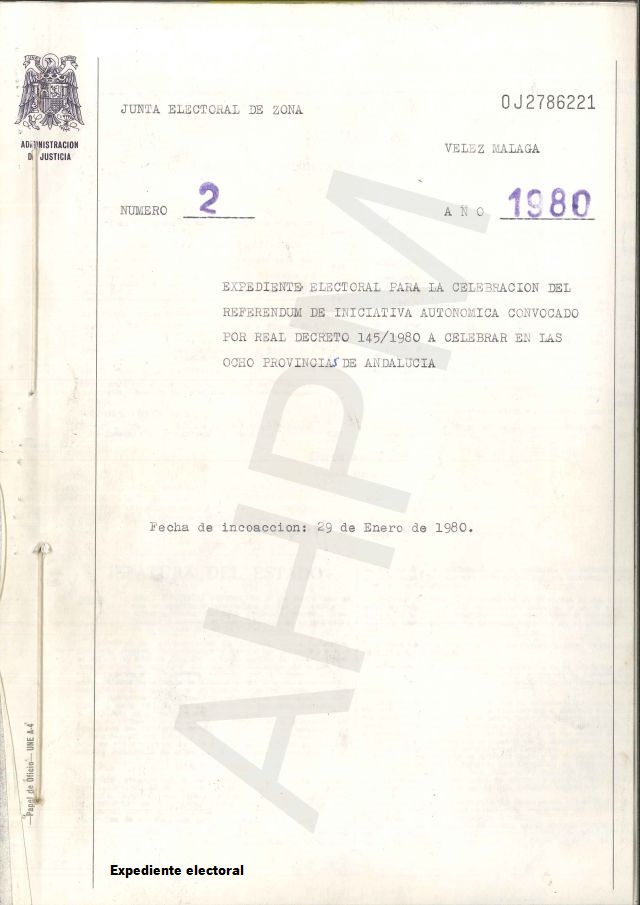 JUNTA ELECTORAL DE ZONA
0J2786221
ADMINISTRACION
DE JUSTICIA
VELEZ MALAGA
NUMERO 2
AÑO 1980
EXPEDIENTE ELECTORAL PARA LA CELEBRACION DEL
REFERENDUM DE INICIATIVA AUTONOMICA CONVOCADO
POR REAL DECRETO 145/1980 A CELEBRAR EN LAS
OCHO PROVINCIAS DE ANDALUCIA
Fecha de incoaccion: 29 de Enero de 1980.
DEL ESTADO
—Papel de Oficio— UNE A-4
AHPM
Expediente electoral